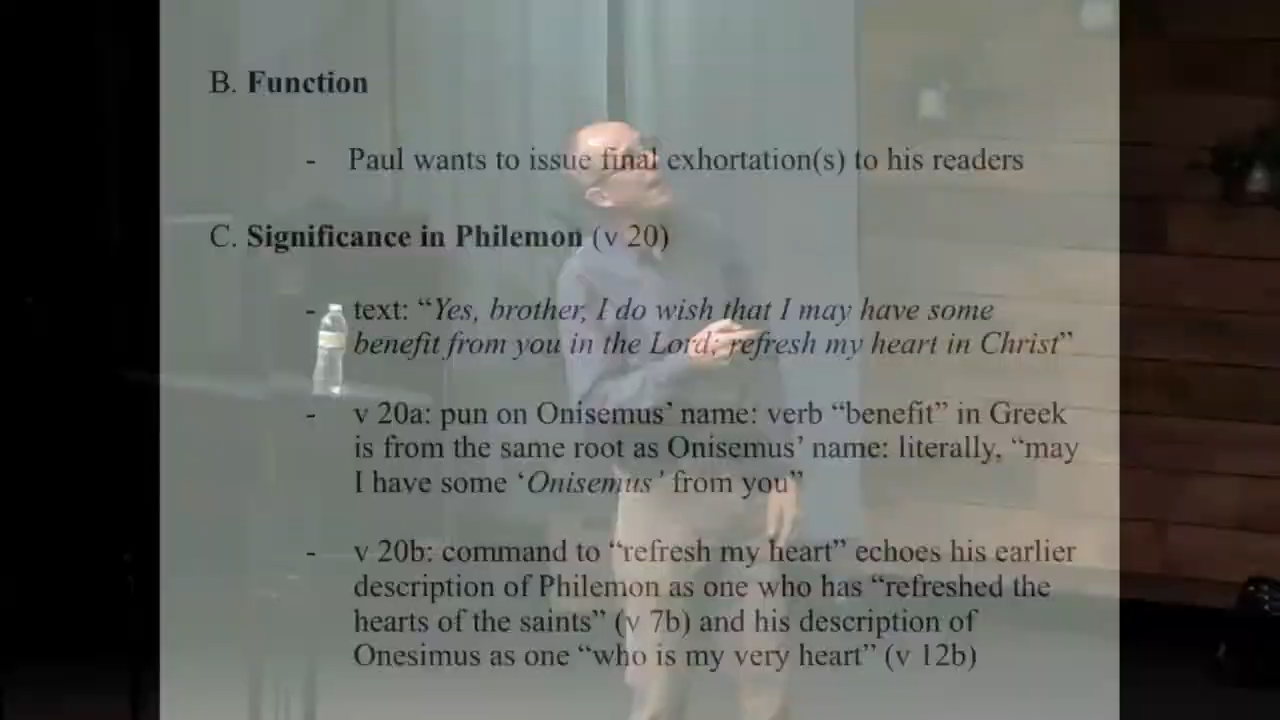 B. Function
- Paul wants to issue final exhortation(s) to his readers
C. Significance in Philemon (v 20)
- text: “Yes, brother, I do wish that I may have some
benefit from you in the Lord; refresh my heart in Christ”
- v 20a: pun on Onisemus’ name: verb “benefit” in Greek
is from the same root as Onisemus’ name: literally, “may
I have some ‘Onisemus’ from you”
- v 20b: command to “refresh my heart” echoes his earlier
description of Philemon as one who has “refreshed the
hearts of the saints” (v 7b) and his description of
Onesimus as one “who is my very heart” (v 12b)